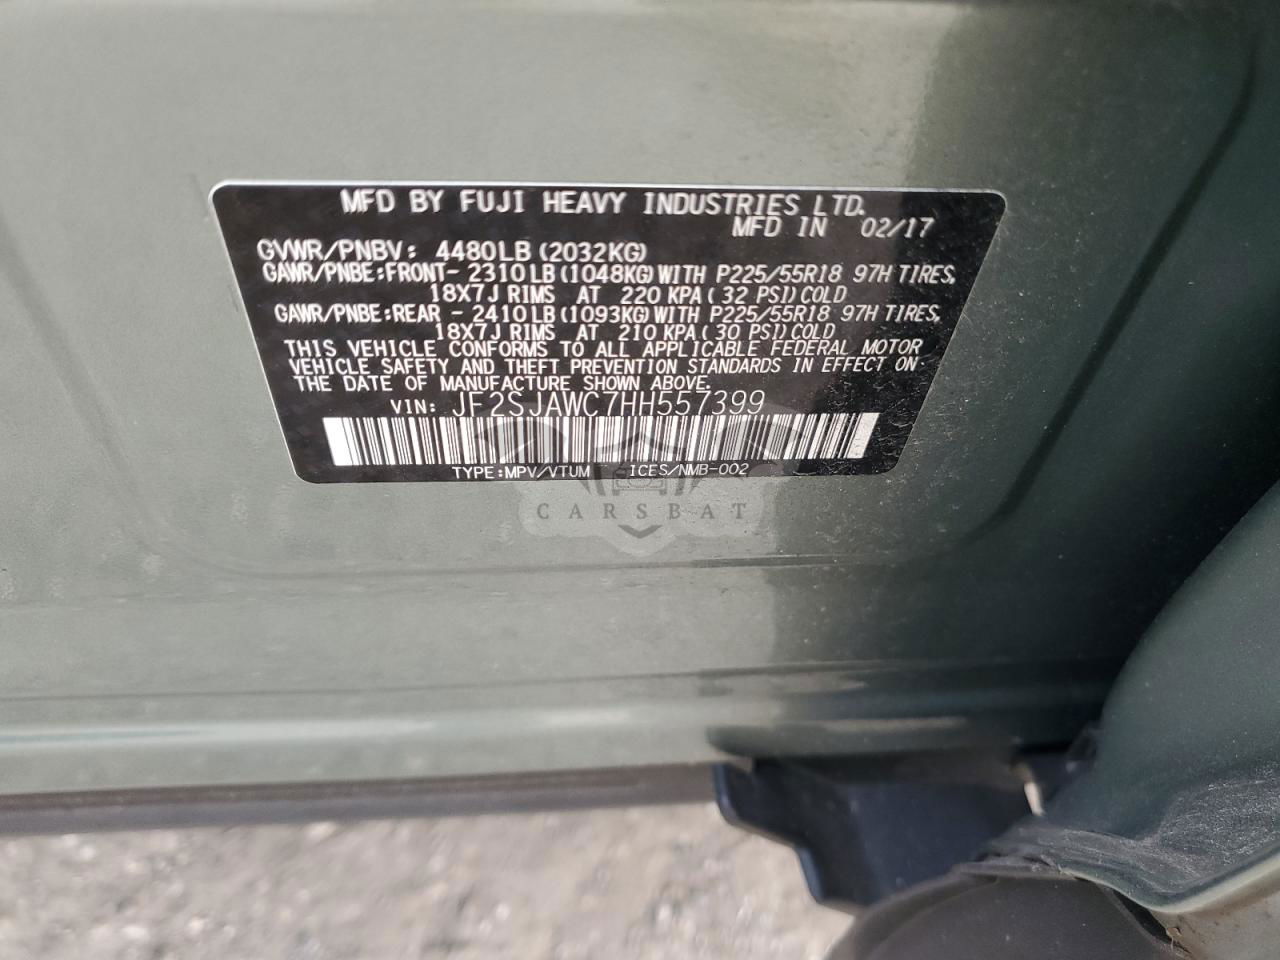 MFD BY FUJI HEAVY INDUSTRIES LTD.
MFD IN 02/17
GVWR/PNBV: 4480LB (2032KG)
GAWR/PNBE:FRONT- 2310LB (1048KG) WITH P225/55R18 97H TIRES,
18X7J RIMS AT 220 KPA (32 PSI) COLD
GAWR/PNBE:REAR - 2410LB (1093KG) WITH P225/55R18 97H TIRES,
18X7J RIMS AT 210 KPA (30 PSI) COLD
THIS VEHICLE CONFORMS TO ALL APPLICABLE FEDERAL MOTOR
VEHICLE SAFETY AND THEFT PREVENTION STANDARDS IN EFFECT ON
THE DATE OF MANUFACTURE SHOWN ABOVE.
VIN: JF2SJAWC7HH557399
TYPE:MPV/VTUM ICES/NMB-002
CARSBAT